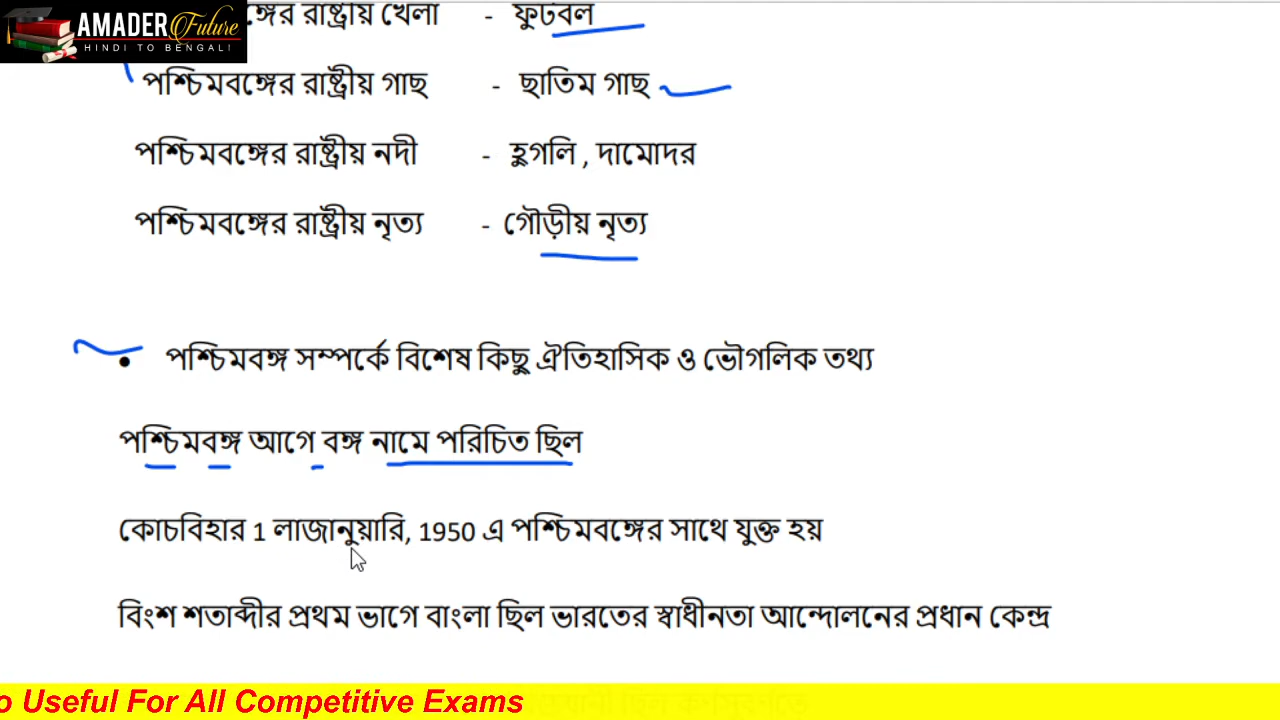 AMADER Future
HINDI TO BENGALI
ঙ্গের রাষ্ট্রীয় খেলা - ফুটবল
পশ্চিমবঙ্গের রাষ্ট্রীয় গাছ - ছাতিম গাছ
পশ্চিমবঙ্গের রাষ্ট্রীয় নদী - হুগলি , দামোদর
পশ্চিমবঙ্গের রাষ্ট্রীয় নৃত্য - গৌড়ীয় নৃত্য
• পশ্চিমবঙ্গ সম্পর্কে বিশেষ কিছু ঐতিহাসিক ও ভৌগলিক তথ্য
পশ্চিমবঙ্গ আগে বঙ্গ নামে পরিচিত ছিল
কোচবিহার 1 লাজানুয়ারি, 1950 এ পশ্চিমবঙ্গের সাথে যুক্ত হয়
বিংশ শতাব্দীর প্রথম ভাগে বাংলা ছিল ভারতের স্বাধীনতা আন্দোলনের প্রধান কেন্দ্র
o Useful For All Competitive Exams